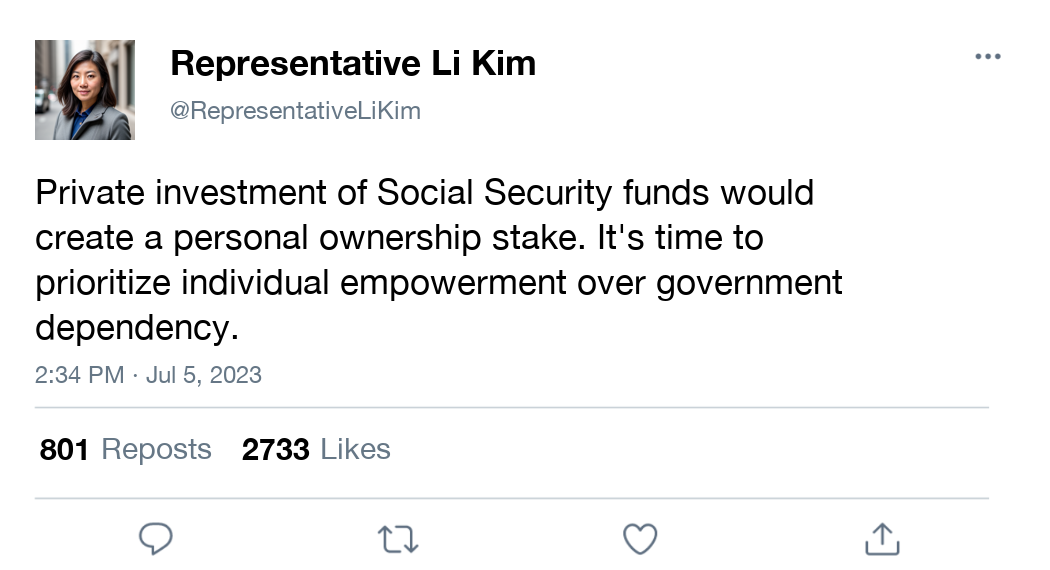 Representative Li Kim
@RepresentativeLiKim
Private investment of Social Security funds would
create a personal ownership stake. It's time to
prioritize individual empowerment over government
dependency.
2:34 PM · Jul 5, 2023
801 Reposts 2733 Likes